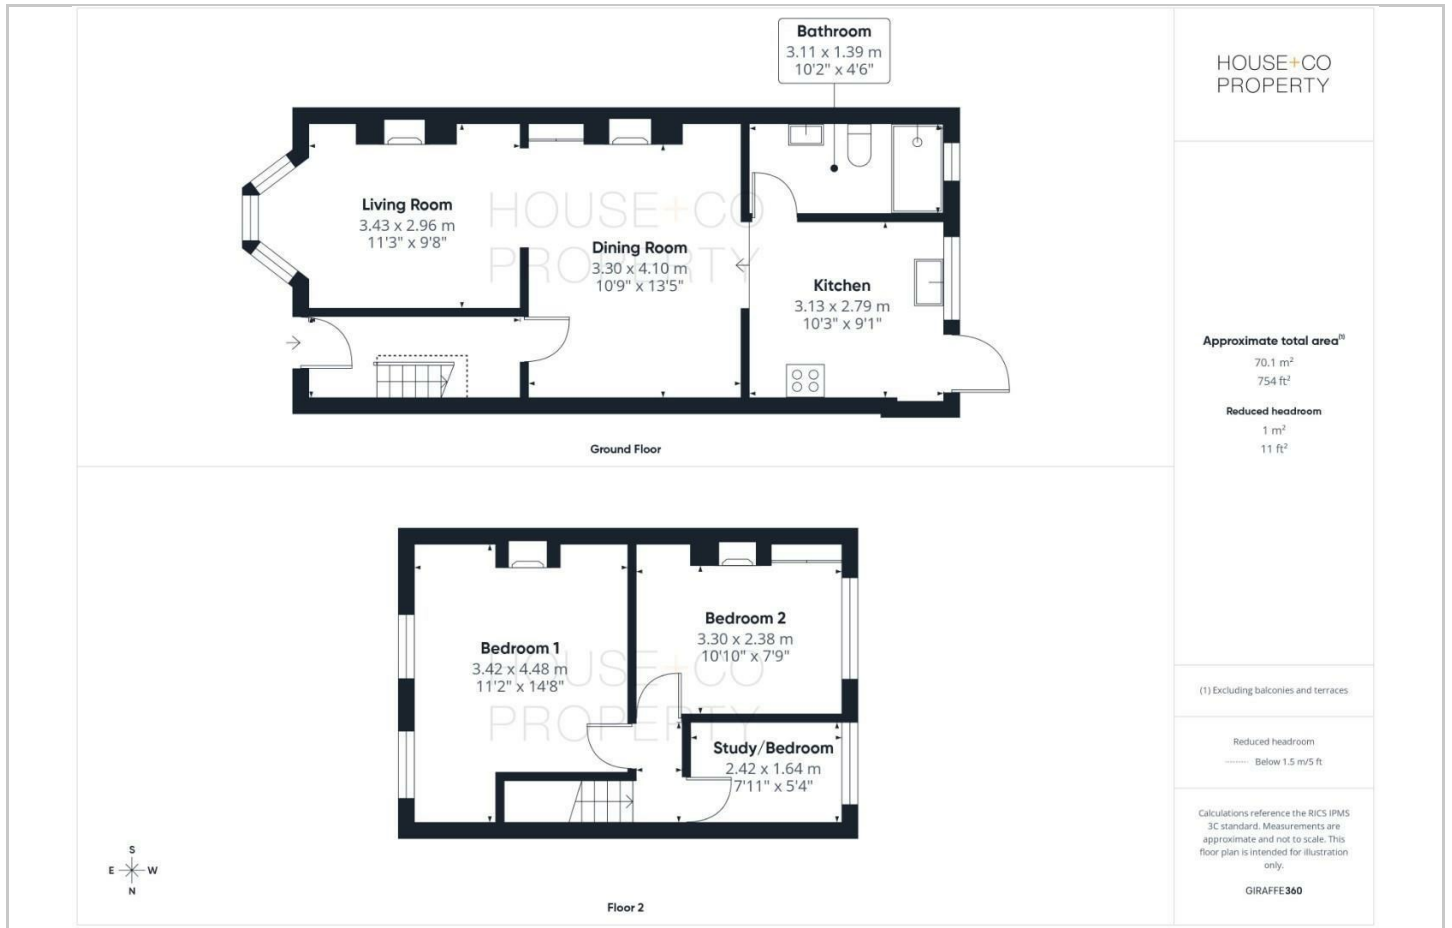 Bathroom
3.11 x 1.39 m
10'2" x 4'6"
HOUSE+CO
PROPERTY
Living Room
3.43 x 2.96 m
11'3" x 9'8"
HOUSE+CO
PROPERTY
Dining Room
3.30 x 4.10 m
10'9" x 13'5"
Kitchen
3.13 x 2.79 m
10'3" x 9'1"
Ground Floor
Approximate total area(1)
70.1 m²
754 ft²
Reduced headroom
1 m²
11 ft²
Bedroom 1
3.42 x 4.48 m
11'2" x 14'8"
HOUSE+CO
PROPERTY
Bedroom 2
3.30 x 2.38 m
10'10" x 7'9"
Study/Bedroom
2.42 x 1.64 m
7'11" x 5'4"
Floor 2
S
E W
N
(1) Excluding balconies and terraces
Reduced headroom
Below 1.5 m/5 ft
Calculations reference the RICS IPMS
3C standard. Measurements are
approximate and not to scale. This
floor plan is intended for illustration
only.
GIRAFFE360